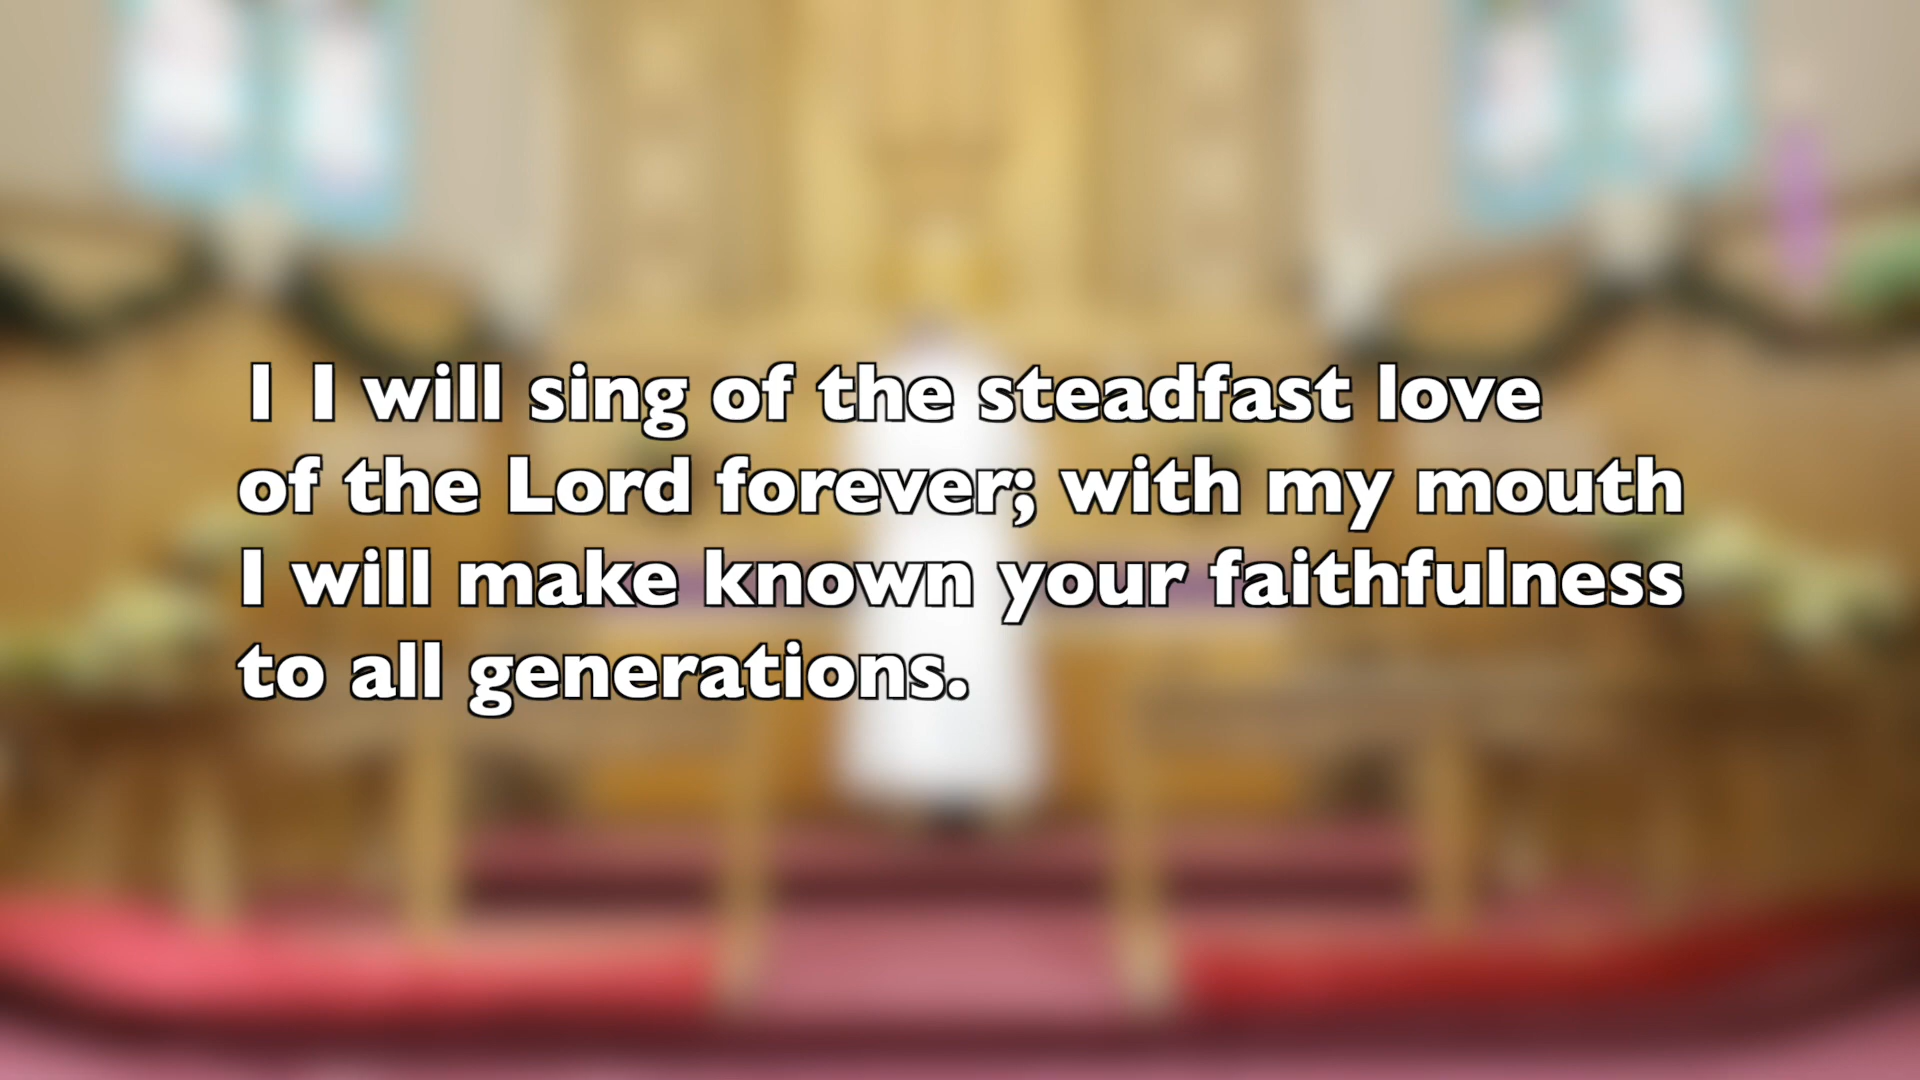 1 I will sing of the steadfast love
of the Lord forever; with my mouth
I will make known your faithfulness
to all generations.